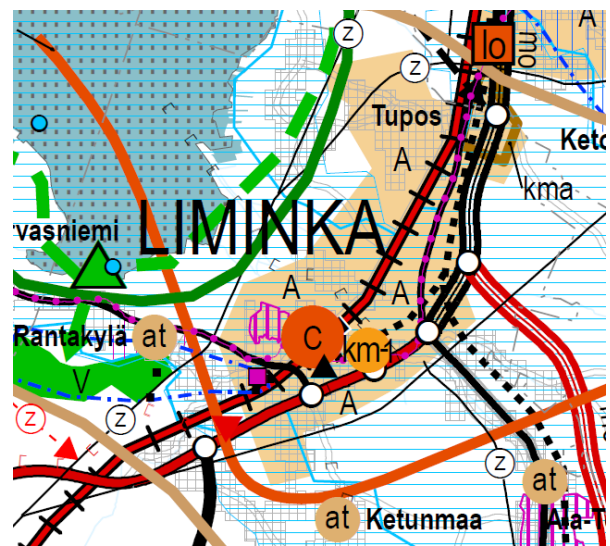 z
lo
mo
z
Tupos
A
Keto
kma
rvasniemi
LIMINKA
A
A
C
Rantakylä
at
km-1
V
A
z
z
z
at
at
Ketunmaa
Ala-T